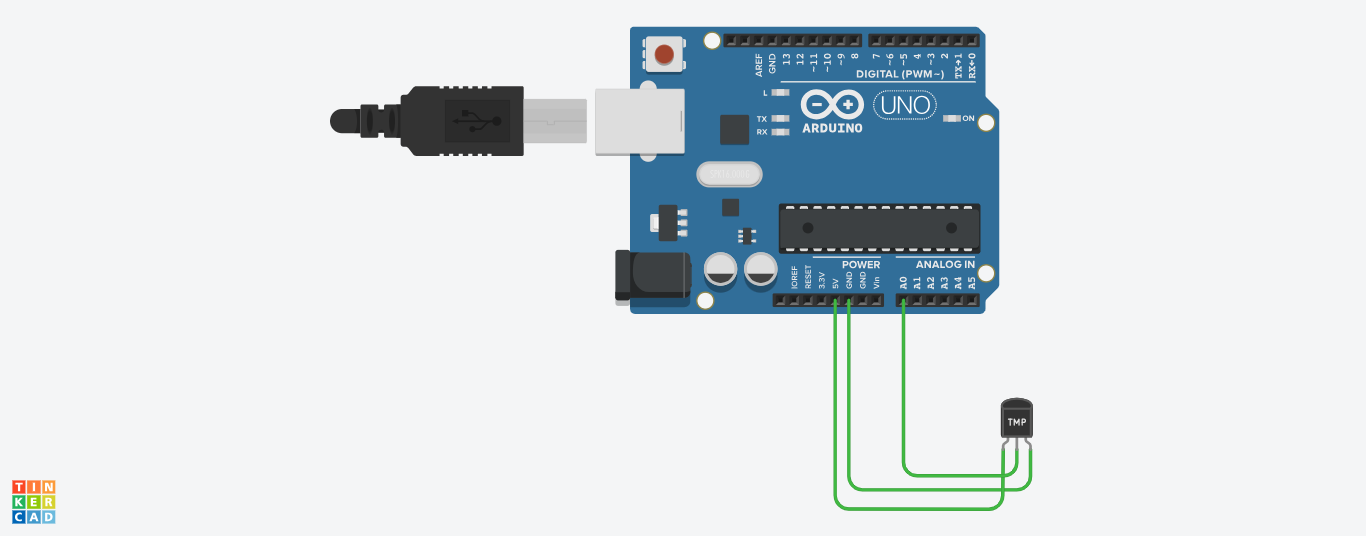 AREF
GND
13
12
~11
~10
~9
8
7
~6
~5
4
~3
2
TX→1
RX←0
DIGITAL (PWM~)
L
TX
RX
UNO
ON
ARDUINO
POWER
ANALOG IN
IOREF
RESET
3.3V
5V
GND
GND
Vin
A0
A1
A2
A3
A4
A5
TMP
TIN
KER
CAD